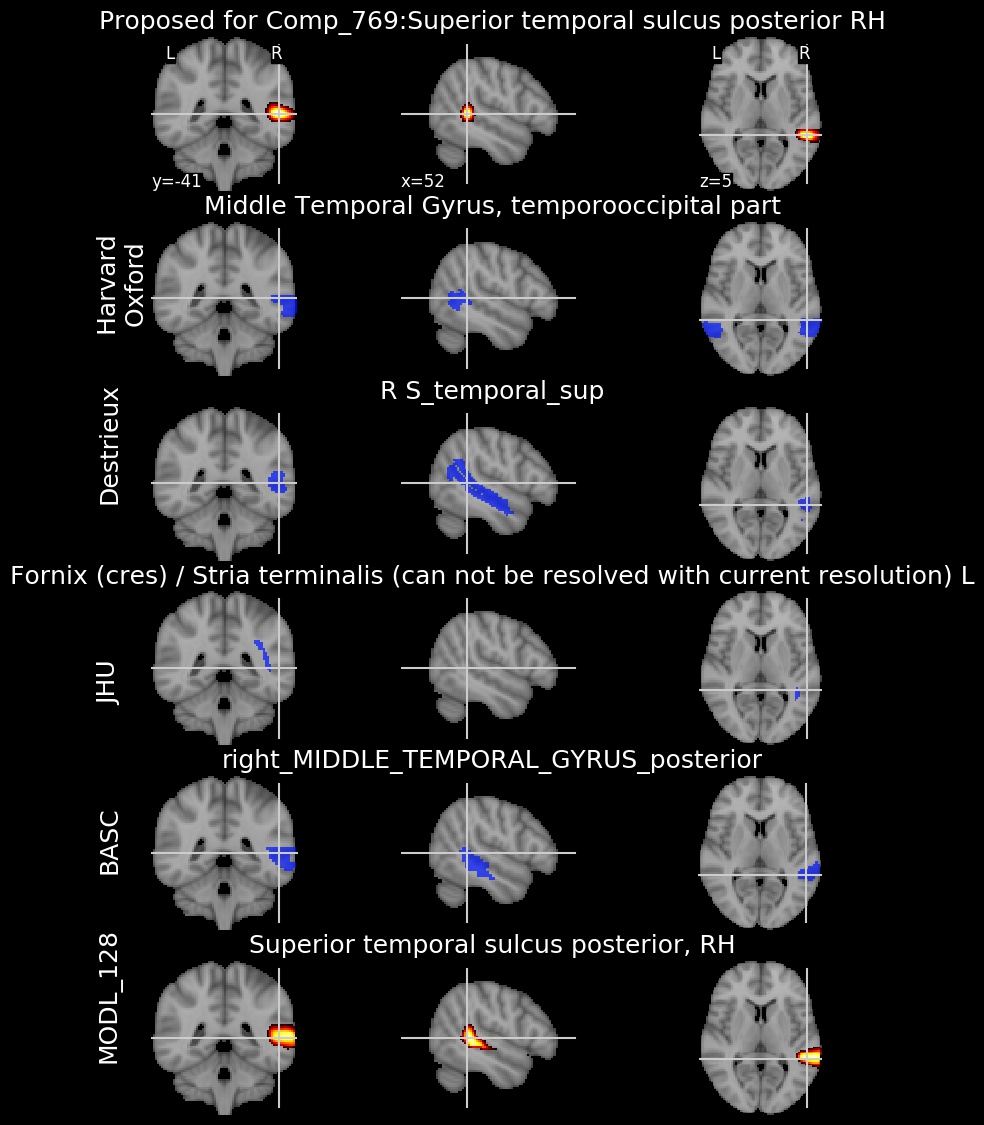 Proposed for Comp_769:Superior temporal sulcus posterior RH
L R L R
y=-41 x=52 z=5
Middle Temporal Gyrus, temporooccipital part
Harvard
Oxford
R S_temporal_sup
Destrieux
Fornix (cres) / Stria terminalis (can not be resolved with current resolution) L
JHU
right_MIDDLE_TEMPORAL_GYRUS_posterior
BASC
Superior temporal sulcus posterior, RH
MODL_128